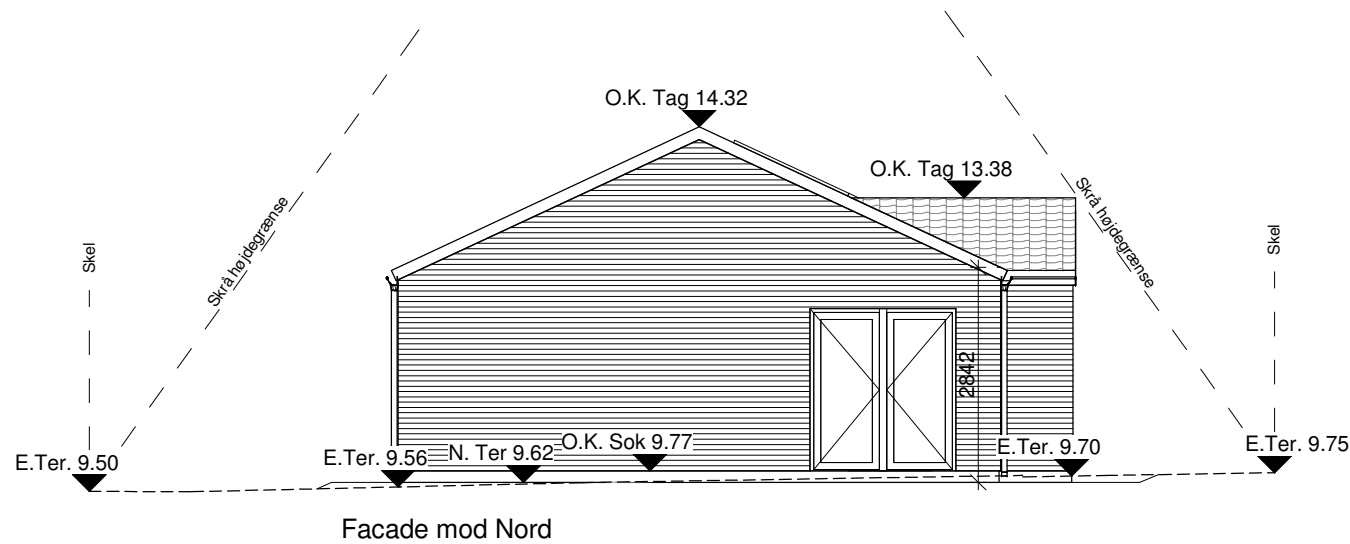 O.K. Tag 14.32
O.K. Tag 13.38
Skrå højdegrænse
Skrå højdegrænse
Skel
Skel
2842
E.Ter. 9.50
E.Ter. 9.56
N. Ter 9.62
O.K. Sok 9.77
E.Ter. 9.70
E.Ter. 9.75
Facade mod Nord